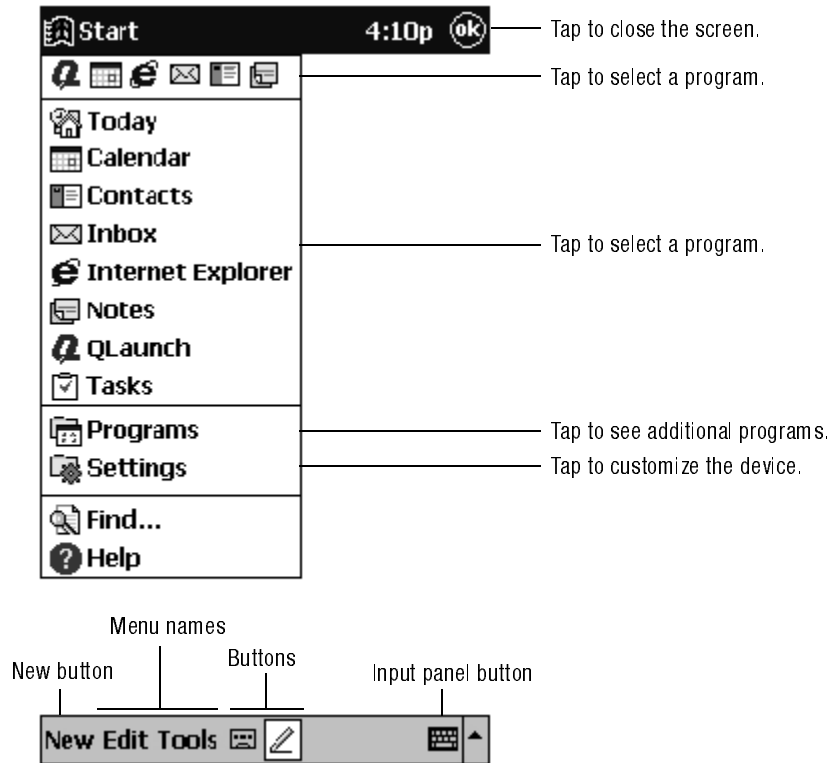 Start 4:10p ok Tap to close the screen.
Tap to select a program.
Today
Calendar
Contacts
Inbox Tap to select a program.
Internet Explorer
Notes
QLaunch
Tasks
Programs Tap to see additional programs.
Settings Tap to customize the device.
Find...
Help
Menu names
New button Buttons Input panel button
New Edit Tools